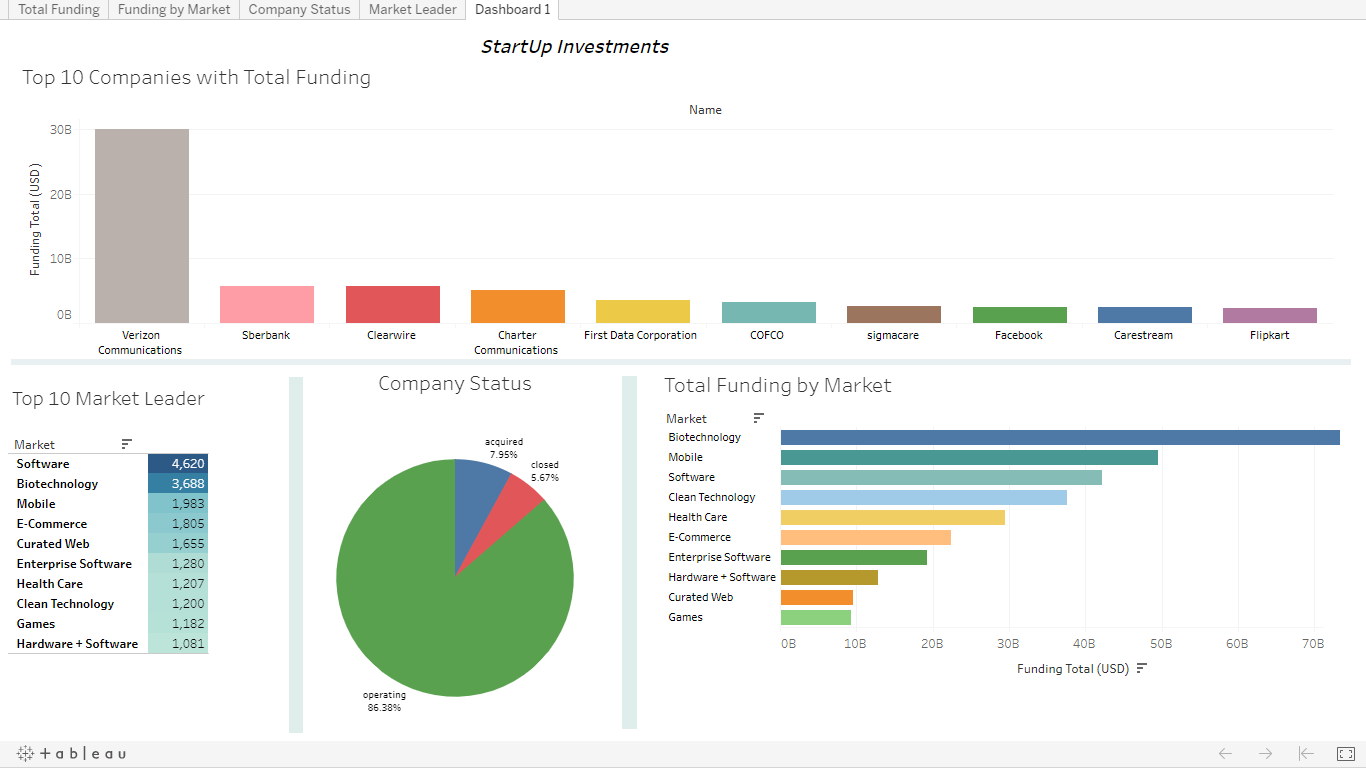 Total Funding
Funding by Market
Company Status
Market Leader
Dashboard 1
StartUp Investments
Top 10 Companies with Total Funding
Name
Funding Total (USD)
30B
20B
10B
0B
Verizon
Communications
Sberbank
Clearwire
Charter
Communications
First Data Corporation
COFCO
sigmacare
Facebook
Carestream
Flipkart
Top 10 Market Leader
Market
Software 4,620
Biotechnology 3,688
Mobile 1,983
E-Commerce 1,805
Curated Web 1,655
Enterprise Software 1,280
Health Care 1,207
Clean Technology 1,200
Games 1,182
Hardware + Software 1,081
Company Status
acquired
7.95%
closed
5.67%
operating
86.38%
Total Funding by Market
Market
Biotechnology
Mobile
Software
Clean Technology
Health Care
E-Commerce
Enterprise Software
Hardware + Software
Curated Web
Games
0B 10B 20B 30B 40B 50B 60B 70B
Funding Total (USD)
+ableau